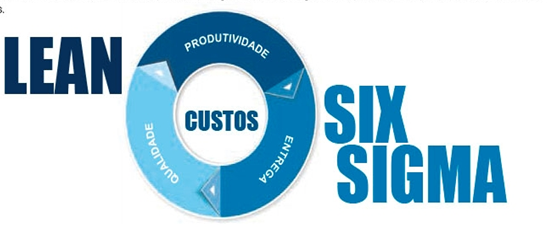 s.
LEAN
PRODUTIVIDADE
CUSTOS
QUALIDADE
ENTREGA
SIX
SIGMA